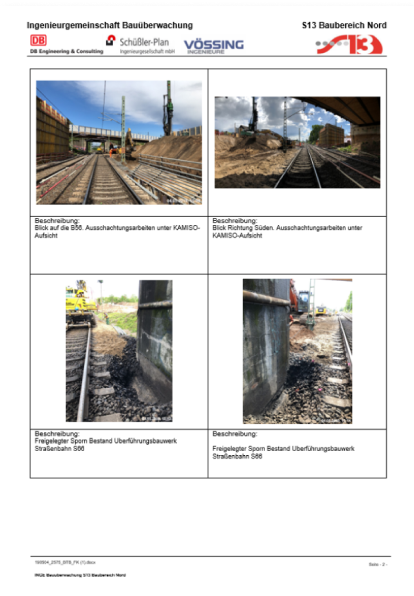 Ingenieurgemeinschaft Bauüberwachung S13 Baubereich Nord
DB
DB Engineering & Consulting
Schüßler-Plan
Ingenieurgesellschaft mbH
VÖSSING
INGENIEURE
S13
Beschreibung:
Blick auf die B56. Ausschachtungsarbeiten unter KAMISO-
Aufsicht
Beschreibung:
Blick Richtung Süden. Ausschachtungsarbeiten unter
KAMISO-Aufsicht
Beschreibung:
Freigelegter Sporn Bestand Überführungsbauwerk
Straßenbahn S66
Beschreibung:
Freigelegter Sporn Bestand Überführungsbauwerk
Straßenbahn S66
Seite - 2 -
Bauüberwachung S13 Baubereich Nord